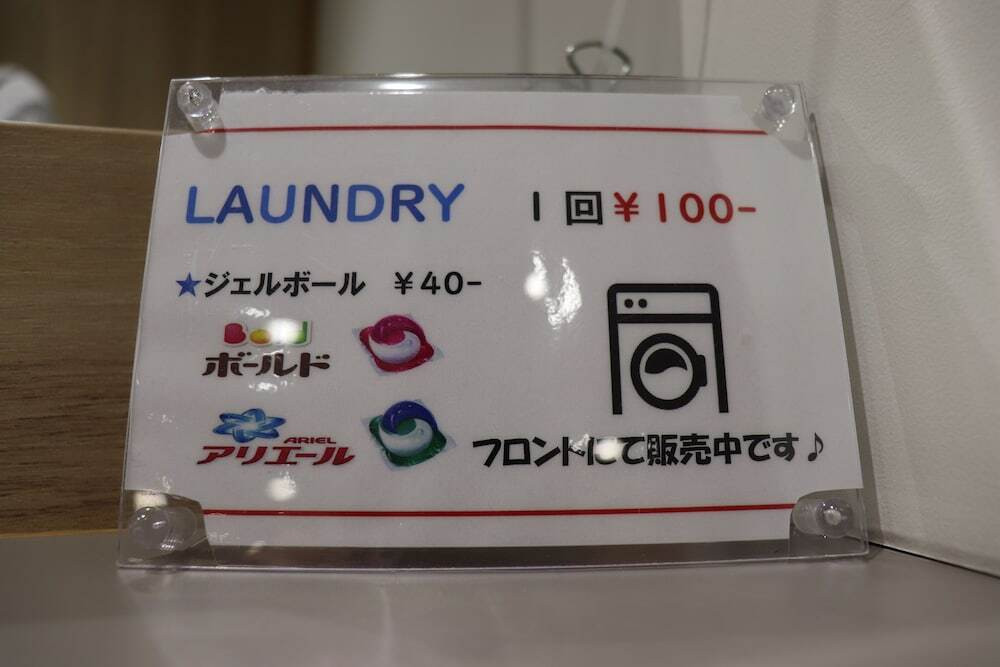 LAUNDRY 1回¥100-
★ジェルボール ¥40-
Bold
ボールド
ARIEL
アリエール
フロントにて販売中です♪